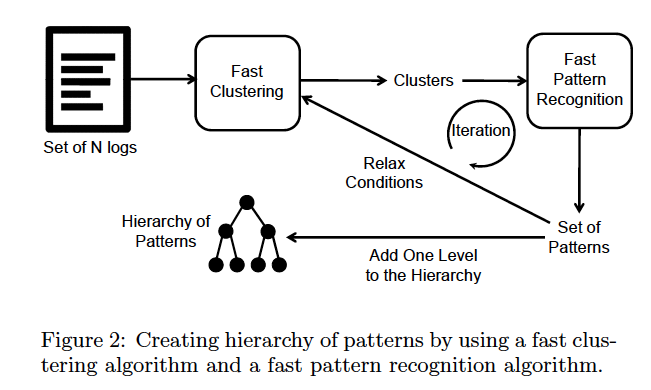 Fast
Clustering
Clusters
Fast
Pattern
Recognition
Set of N logs
Iteration
Relax
Conditions
Hierarchy of
Patterns
Set of
Patterns
Add One Level
to the Hierarchy
Figure 2: Creating hierarchy of patterns by using a fast clus-
tering algorithm and a fast pattern recognition algorithm.